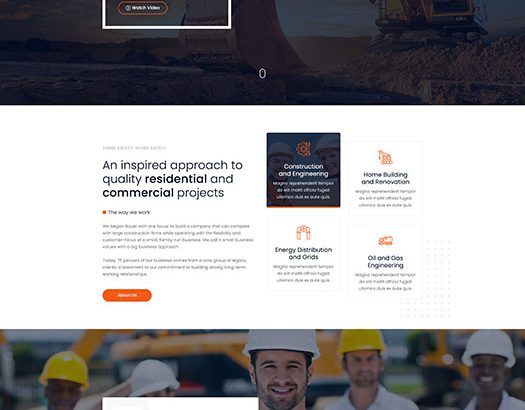 Watch Video
THINK SAFETY, WORK SAFELY
An inspired approach to
quality residential and
commercial projects
The way we work
We began Bauer with one focus: to build a company that can compete
with large construction firms while operating with the flexibility and
customer-focus of a small, family-run business. We call it small business
values with a big business approach.
Today, 75 percent of our business comes from a core group of legacy
clients: a testament to our commitment to building strong, long-term
working relationships.
About Us
Construction
and Engineering
Magna reprehenderit tempor
do elit mollit officia fugiat
ullamco duis ex aute quis.
Home Building
and Renovation
Magna reprehenderit tempor
do elit mollit officia fugiat
ullamco duis ex aute quis.
Energy Distribution
and Grids
Magna reprehenderit tempor
do elit mollit officia fugiat
ullamco duis ex aute quis.
Oil and Gas
Engineering
Magna reprehenderit tempor
do elit mollit officia fugiat
ullamco duis ex aute quis.